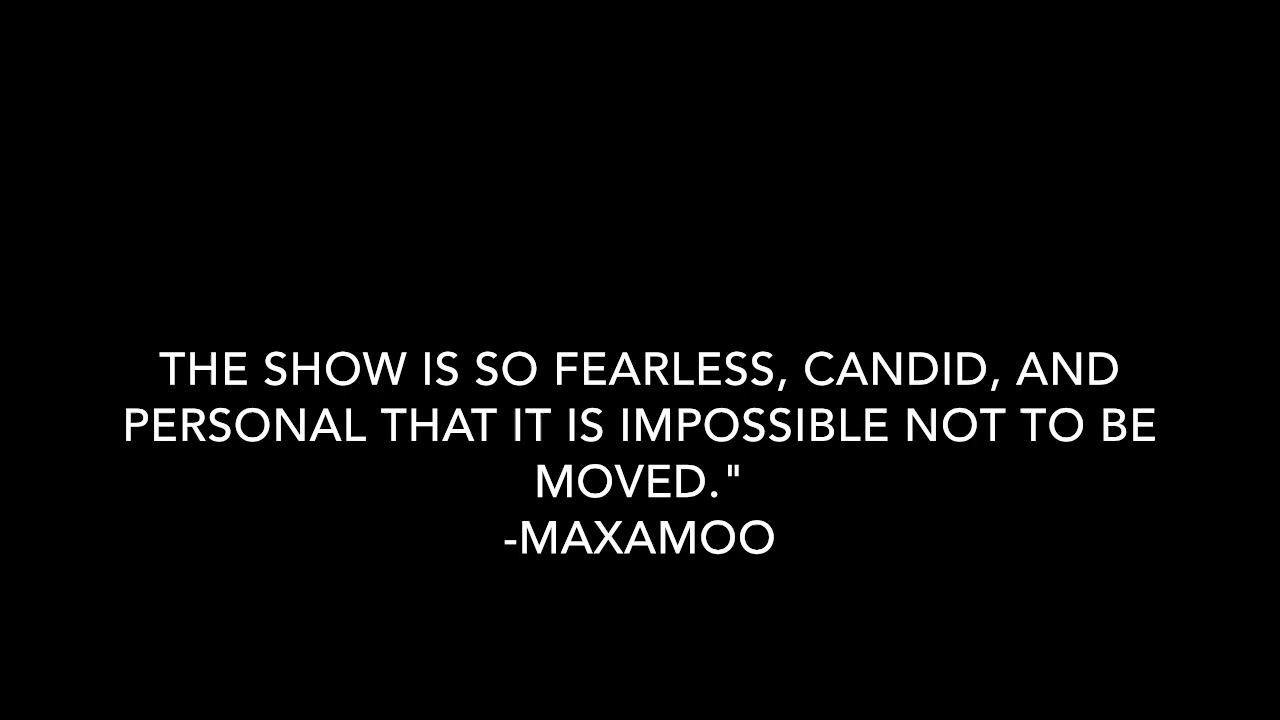 THE SHOW IS SO FEARLESS, CANDID, AND
PERSONAL THAT IT IS IMPOSSIBLE NOT TO BE
MOVED."
-MAXAMOO